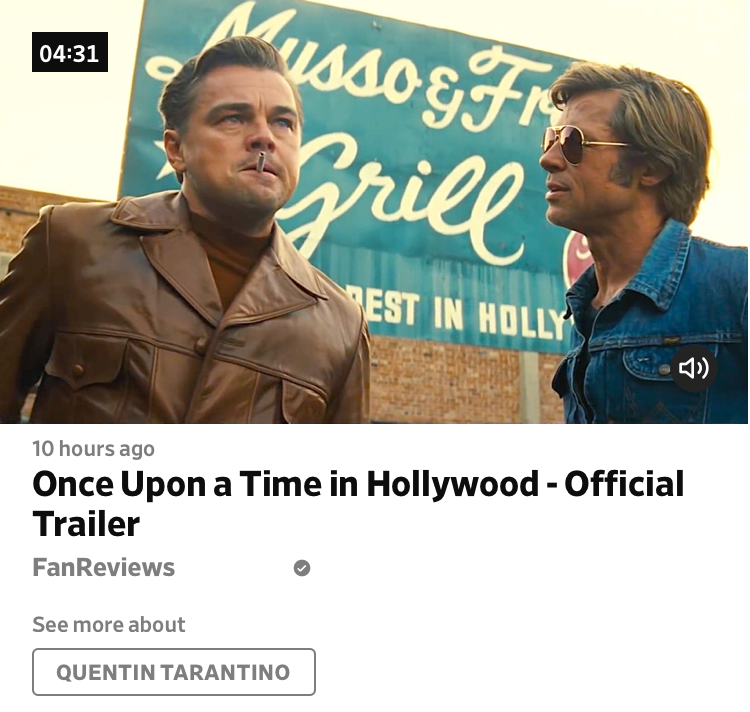 04:31
Musso & Fr
Grill
EST IN HOLLY
10 hours ago
Once Upon a Time in Hollywood - Official
Trailer
FanReviews
See more about
QUENTIN TARANTINO